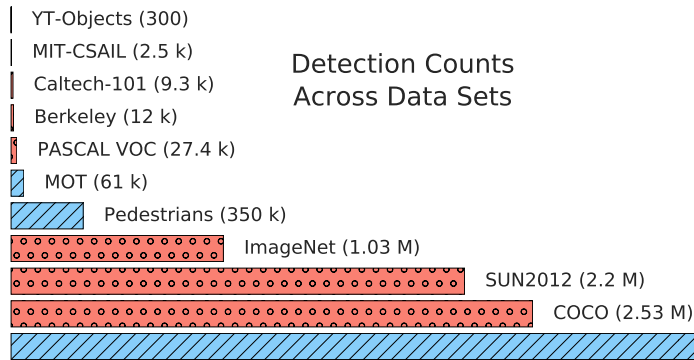 YT-Objects (300)
MIT-CSAIL (2.5 k)
Detection Counts
Across Data Sets
Caltech-101 (9.3 k)
Berkeley (12 k)
PASCAL VOC (27.4 k)
MOT (61 k)
Pedestrians (350 k)
ImageNet (1.03 M)
SUN2012 (2.2 M)
COCO (2.53 M)